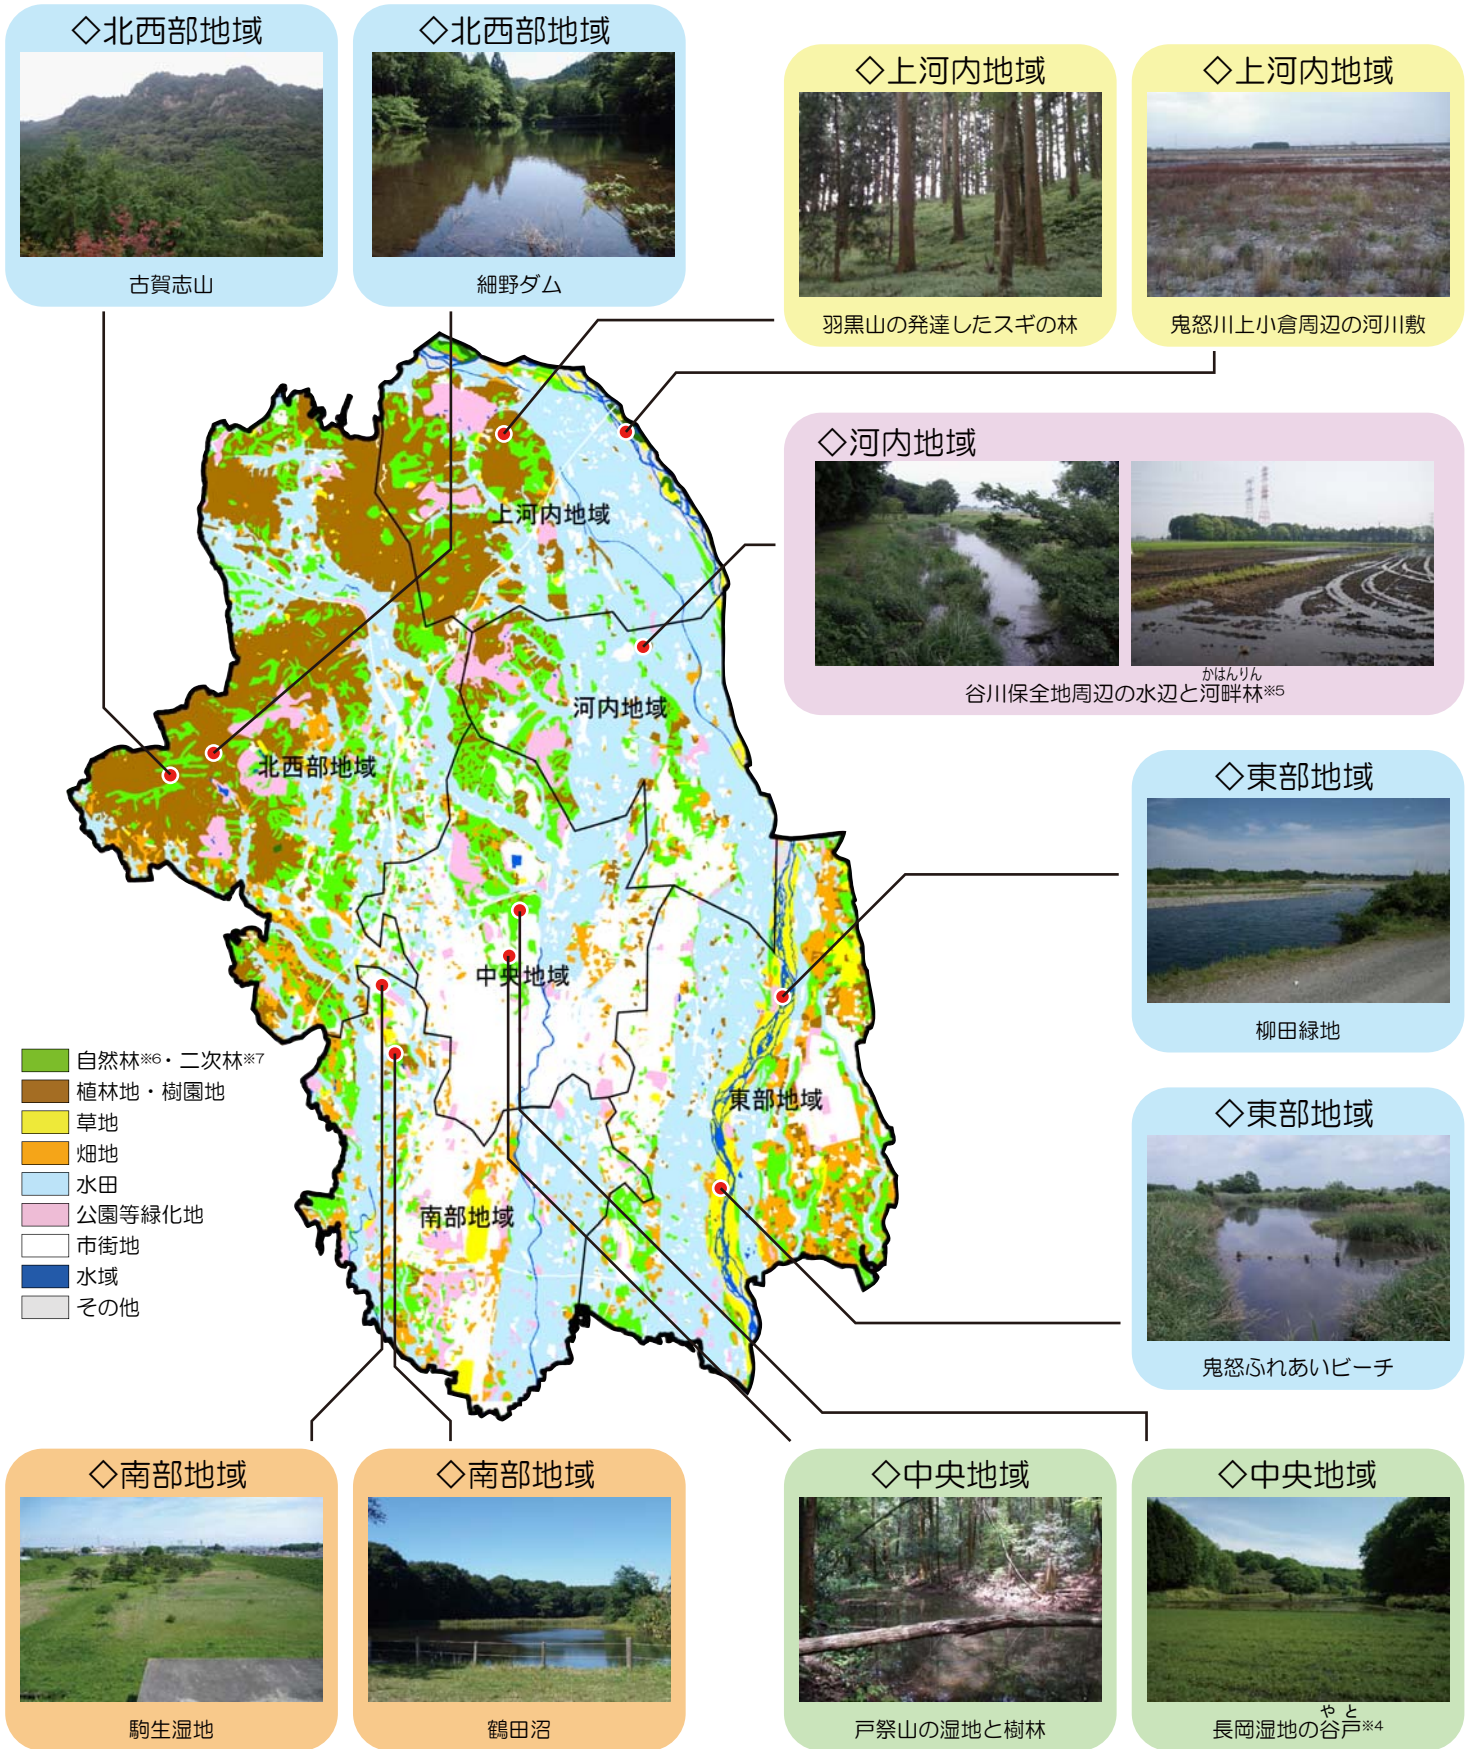 ◇北西部地域
古賀志山
◇北西部地域
細野ダム
◇上河内地域
羽黒山の発達したスギの林
◇上河内地域
鬼怒川上小倉周辺の河川敷
◇河内地域
かはんりん
谷川保全地周辺の水辺と河畔林※5
◇東部地域
柳田緑地
◇東部地域
鬼怒ふれあいビーチ
上河内地域
河内地域
北西部地域
中央地域
東部地域
南部地域
自然林※6・二次林※7
植林地・樹園地
草地
畑地
水田
公園等緑化地
市街地
水域
その他
◇南部地域
駒生湿地
◇南部地域
鶴田沼
◇中央地域
戸祭山の湿地と樹林
◇中央地域
やと
長岡湿地の谷戸※4